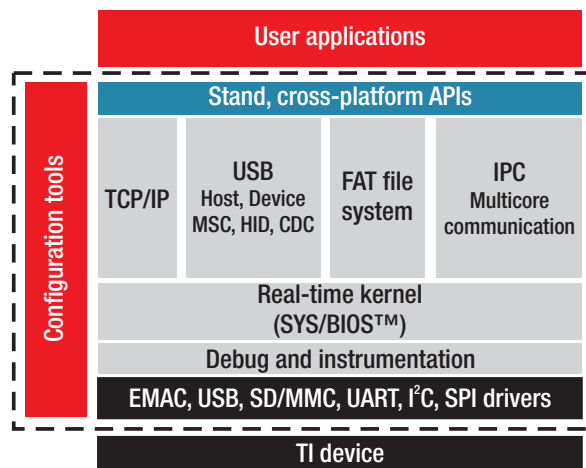 User applications
Configuration tools
Stand, cross-platform APIs
TCP/IP
USB
Host, Device
MSC, HID, CDC
FAT file
system
IPC
Multicore
communication
Real-time kernel
(SYS/BIOS™)
Debug and instrumentation
EMAC, USB, SD/MMC, UART, I²C, SPI drivers
TI device